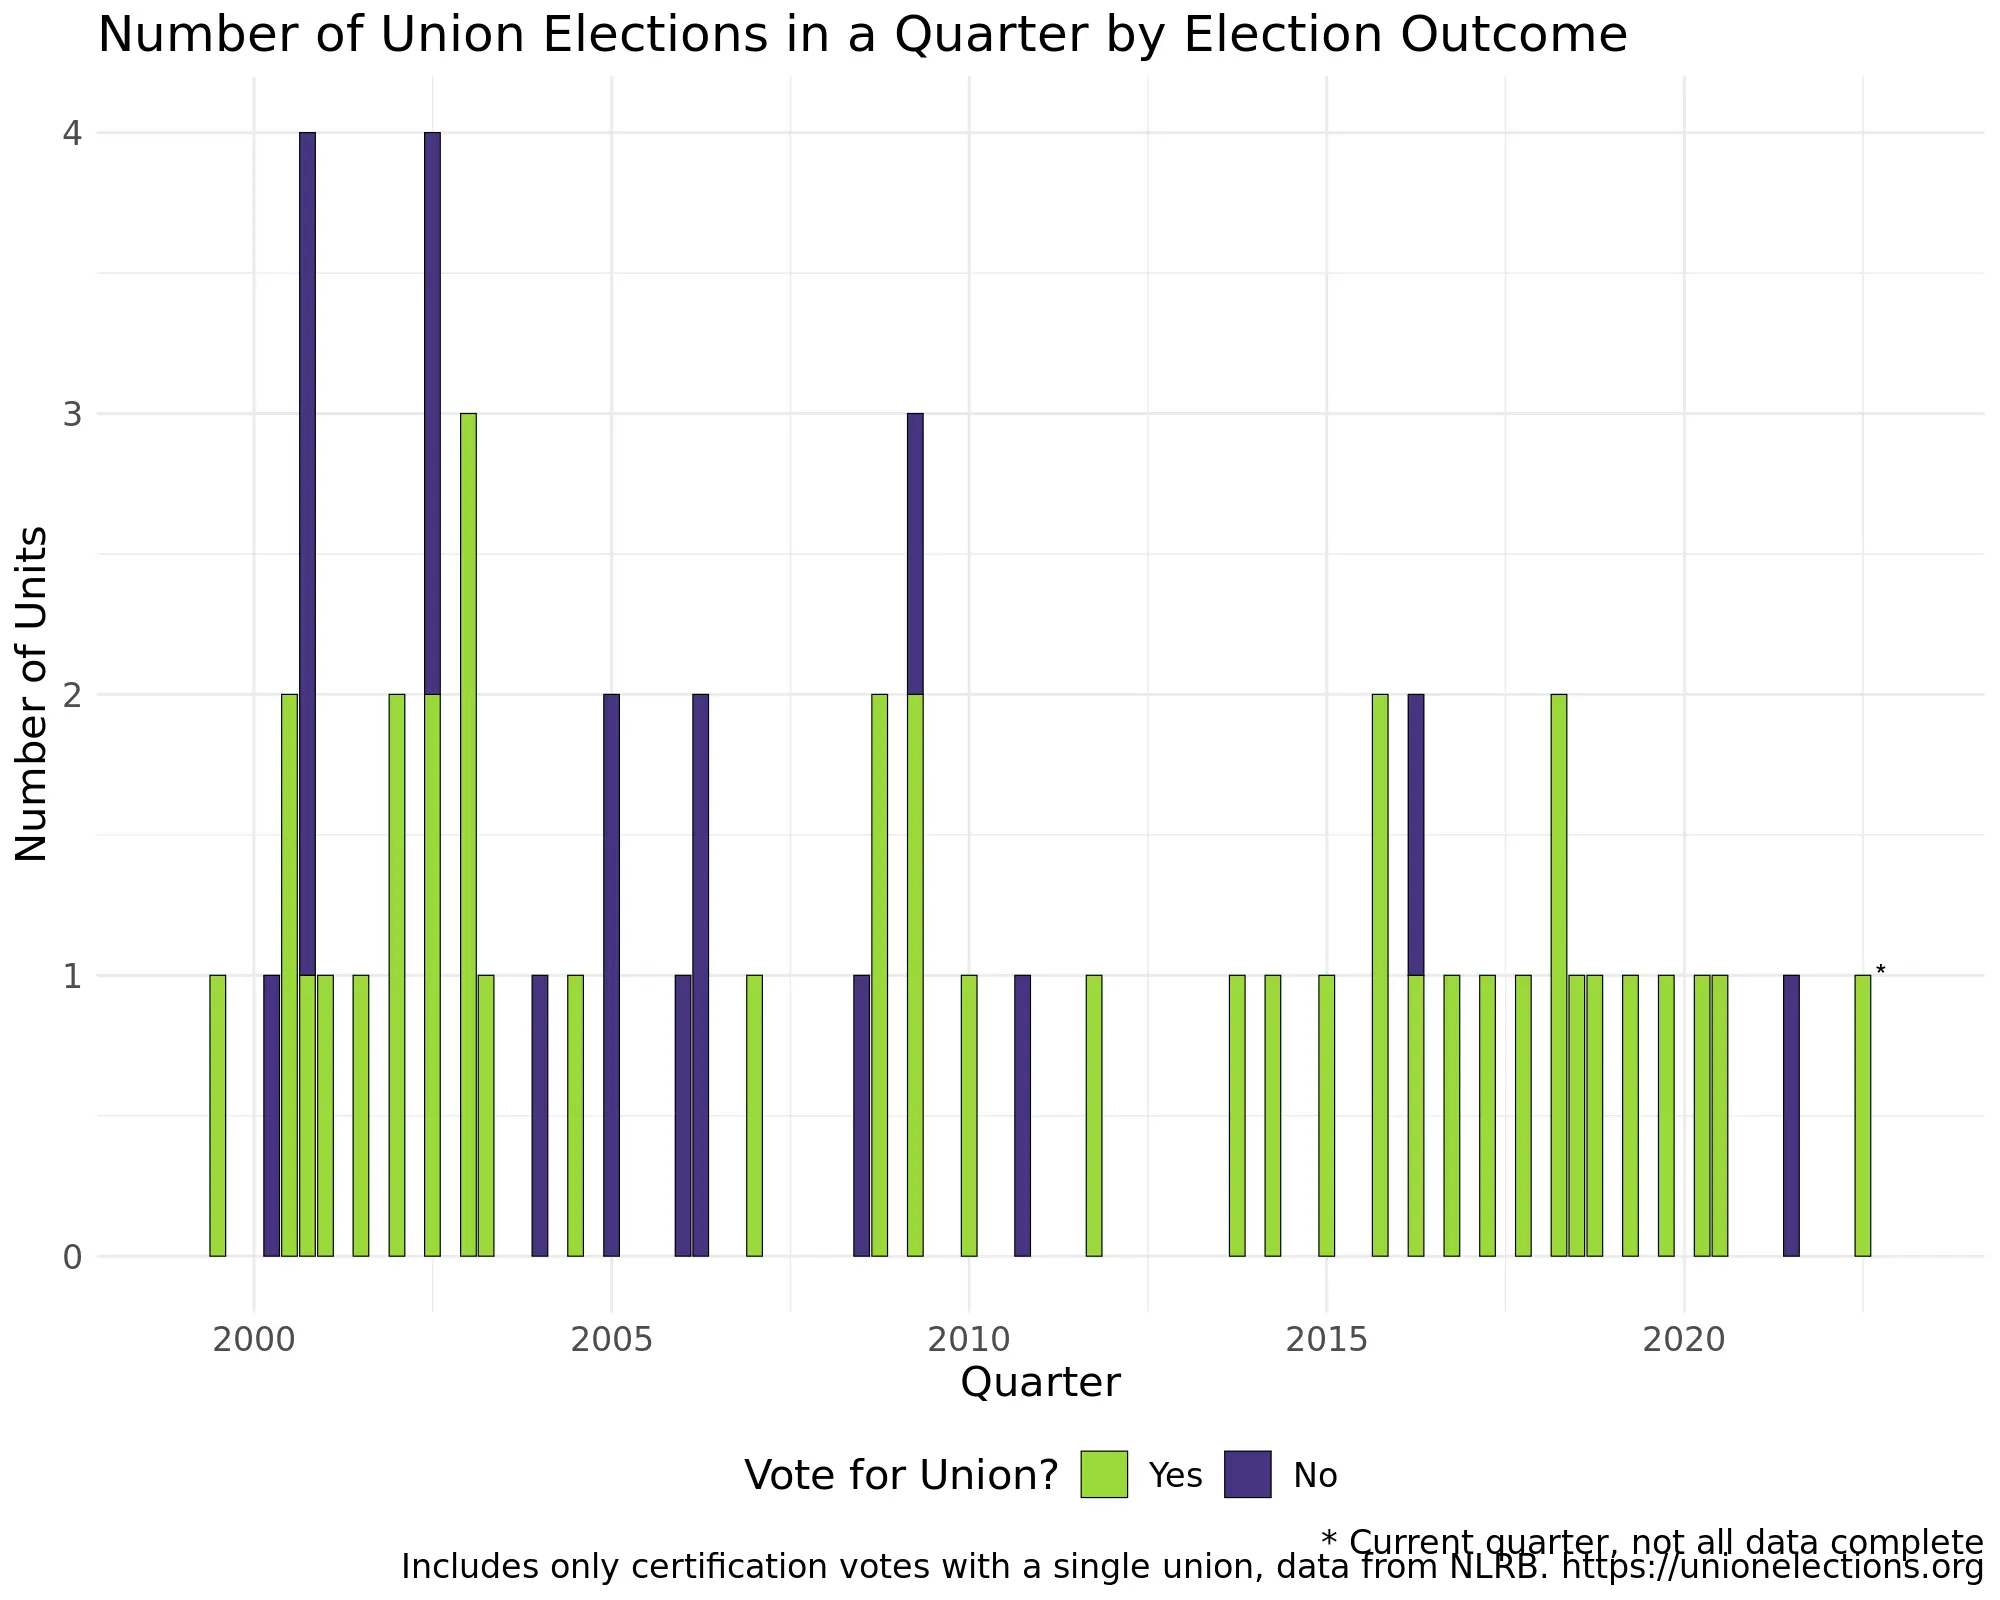 Number of Union Elections in a Quarter by Election Outcome
4
3
2
1
0
Number of Units
*
2000 2005 2010 2015 2020
Quarter
Vote for Union? Yes No
* Current quarter, not all data complete
Includes only certification votes with a single union, data from NLRB. https://unionelections.org